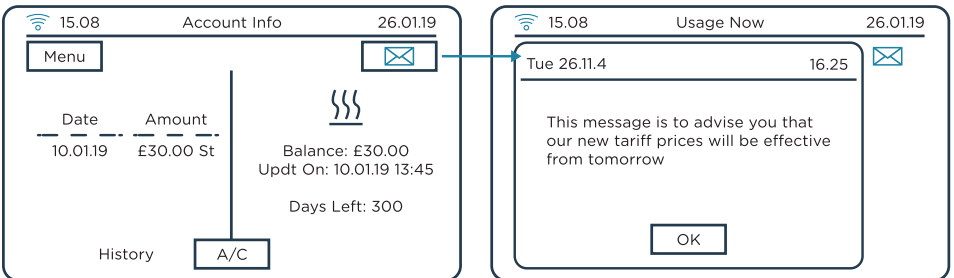 15.08 Account Info 26.01.19
Menu
Date Amount
10.01.19 £30.00 St
Balance: £30.00
Updt On: 10.01.19 13:45
Days Left: 300
History A/C
15.08 Usage Now 26.01.19
Tue 26.11.4 16.25
This message is to advise you that
our new tariff prices will be effective
from tomorrow
OK